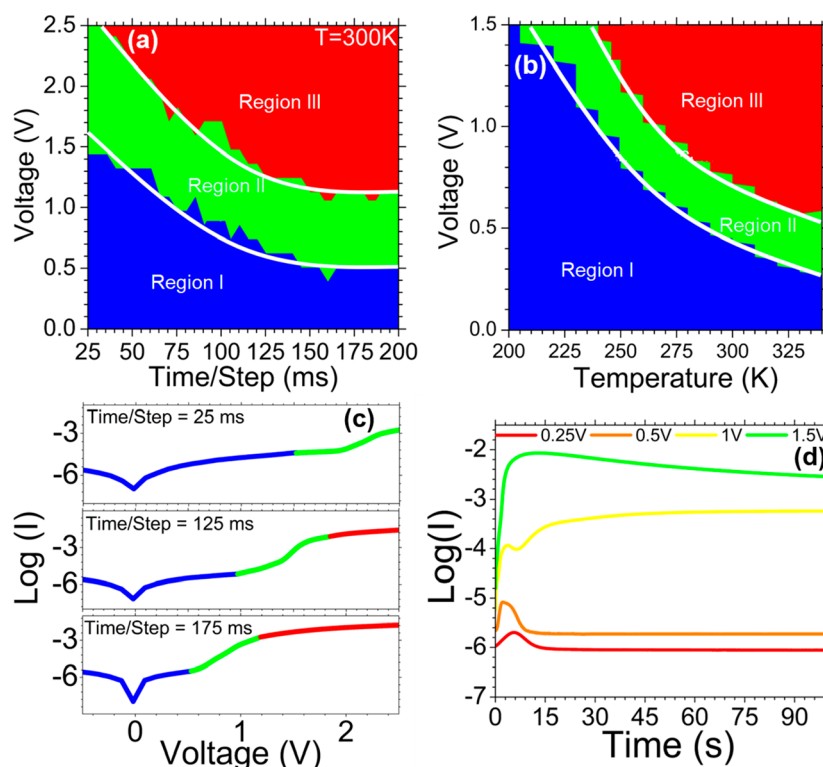 (a)
T=300K
Region III
Region II
Region I
2.5
2.0
1.5
1.0
0.5
0.0
Voltage (V)
25 50 75 100 125 150 175 200
Time/Step (ms)
(b)
Region III
Region II
Region I
1.5
1.0
0.5
0.0
Voltage (V)
200 225 250 275 300 325
Temperature (K)
(c)
Time/Step = 25 ms
-3
-6
Time/Step = 125 ms
-3
-6
Time/Step = 175 ms
-3
-6
Log (I)
0 1 2
Voltage (V)
0.25V 0.5V 1V 1.5V
(d)
-2
-3
-4
-5
-6
-7
Log(I)
0 15 30 45 60 75 90
Time (s)